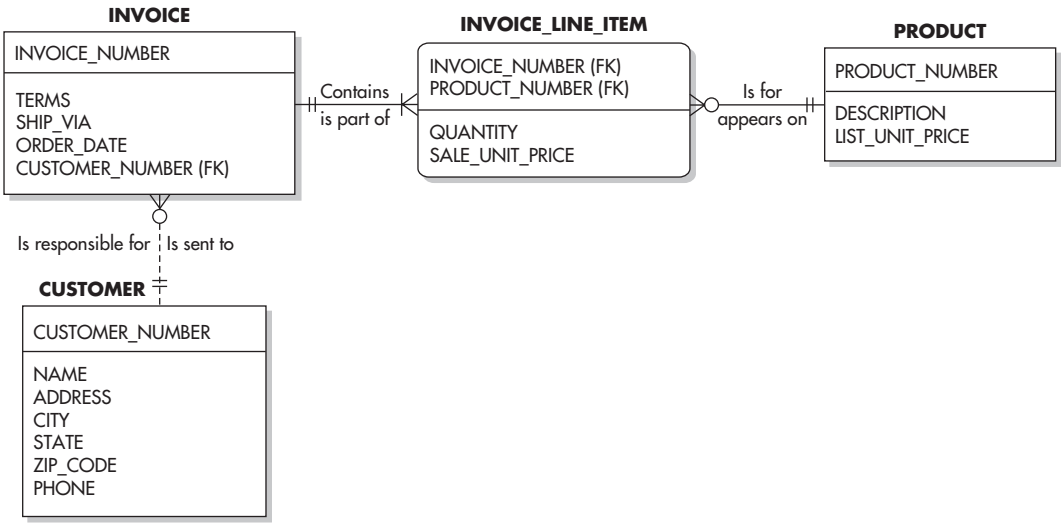 INVOICE
INVOICE_NUMBER
TERMS
SHIP_VIA
ORDER_DATE
CUSTOMER_NUMBER (FK)
Contains
is part of
INVOICE_LINE_ITEM
INVOICE_NUMBER (FK)
PRODUCT_NUMBER (FK)
QUANTITY
SALE_UNIT_PRICE
Is for
appears on
PRODUCT
PRODUCT_NUMBER
DESCRIPTION
LIST_UNIT_PRICE
Is responsible for
Is sent to
CUSTOMER
CUSTOMER_NUMBER
NAME
ADDRESS
CITY
STATE
ZIP_CODE
PHONE